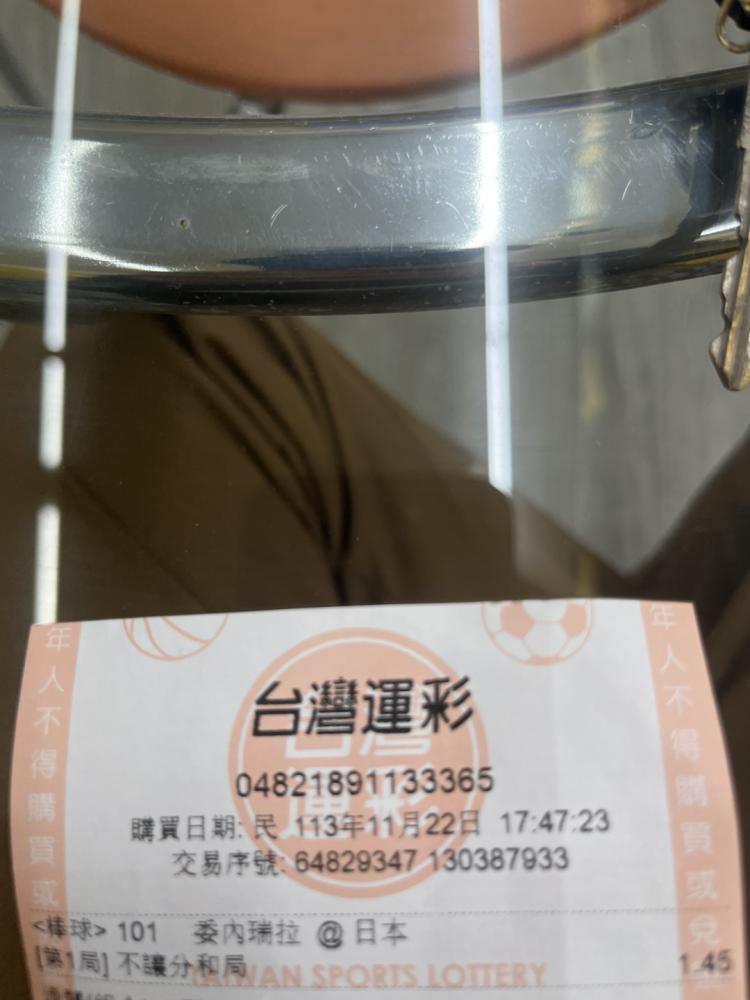 台灣運彩
04821891133365
購買日期: 民 113年11月22日 17:47:23
交易序號: 64829347 130387933
<棒球> 101 委內瑞拉 @ 日本
[第1局] 不讓分和局 1.45
TAIWAN SPORTS LOTTERY
年人不得購買或
年人不得購買或兌